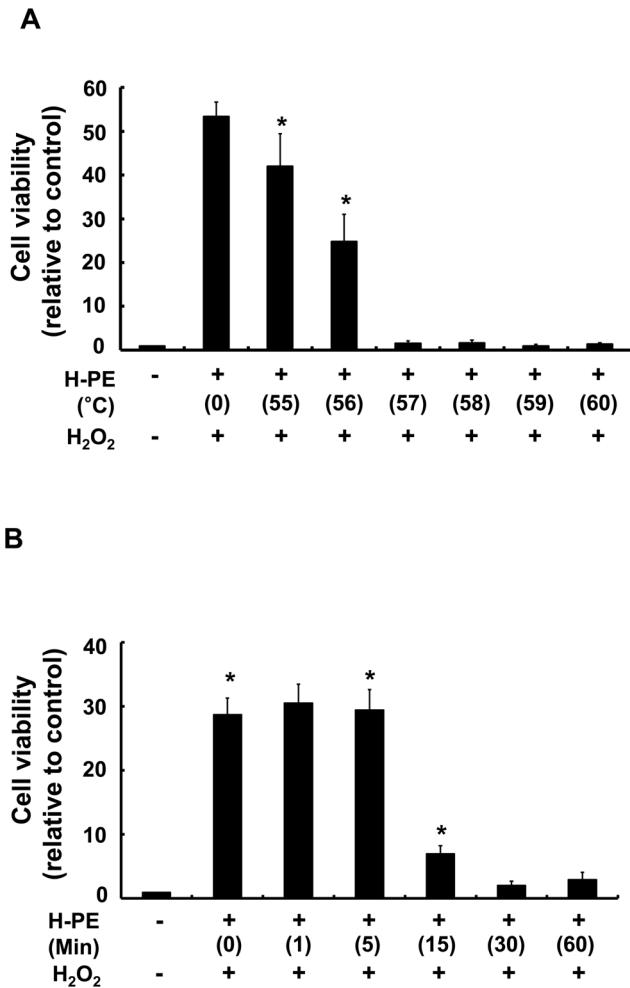 A
Cell viability
(relative to control)
60
50
40
30
20
10
0
* *
H-PE - + + + + + + +
(°C) (0) (55) (56) (57) (58) (59) (60)
H₂O₂ - + + + + + + +
B
Cell viability
(relative to control)
40
30
20
10
0
* * *
H-PE - + + + + + +
(Min) (0) (1) (5) (15) (30) (60)
H₂O₂ - + + + + + +